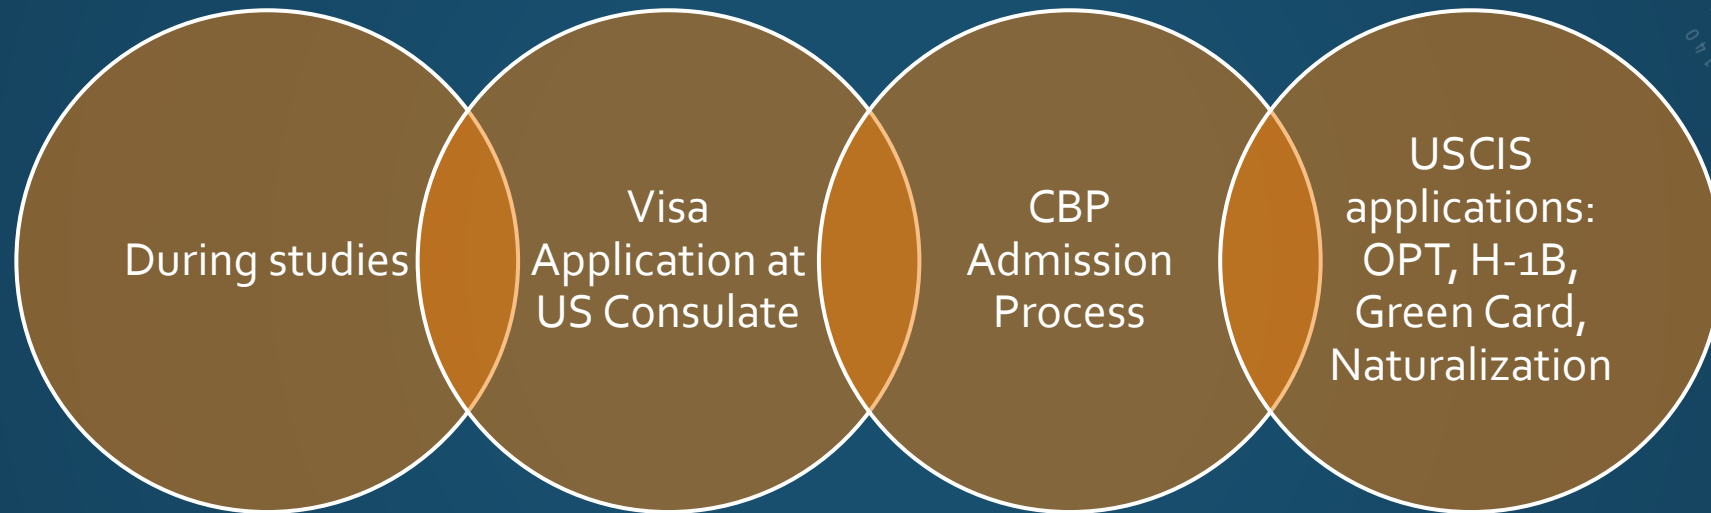 During studies
Visa
Application at
US Consulate
CBP
Admission
Process
USCIS
applications:
OPT, H-1B,
Green Card,
Naturalization